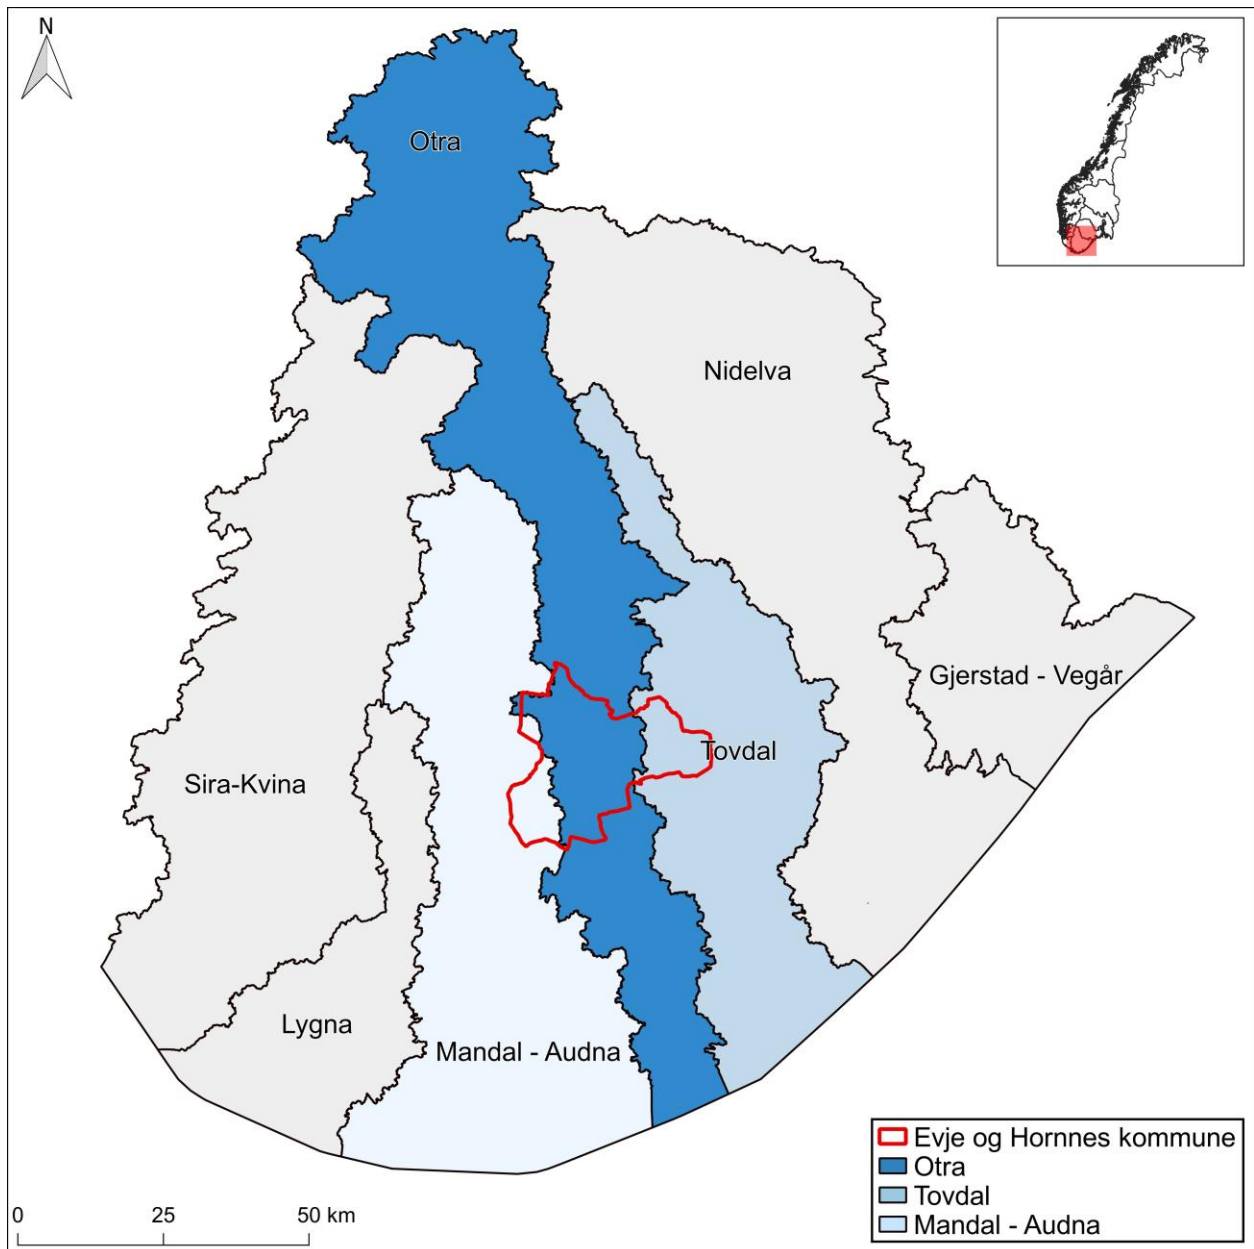 N
Otra
Nidelva
Gjerstad - Vegår
Tovdal
Sira-Kvina
Lygna
Mandal - Audna
Evje og Hornnes kommune
Otra
Tovdal
Mandal - Audna
0 25 50 km